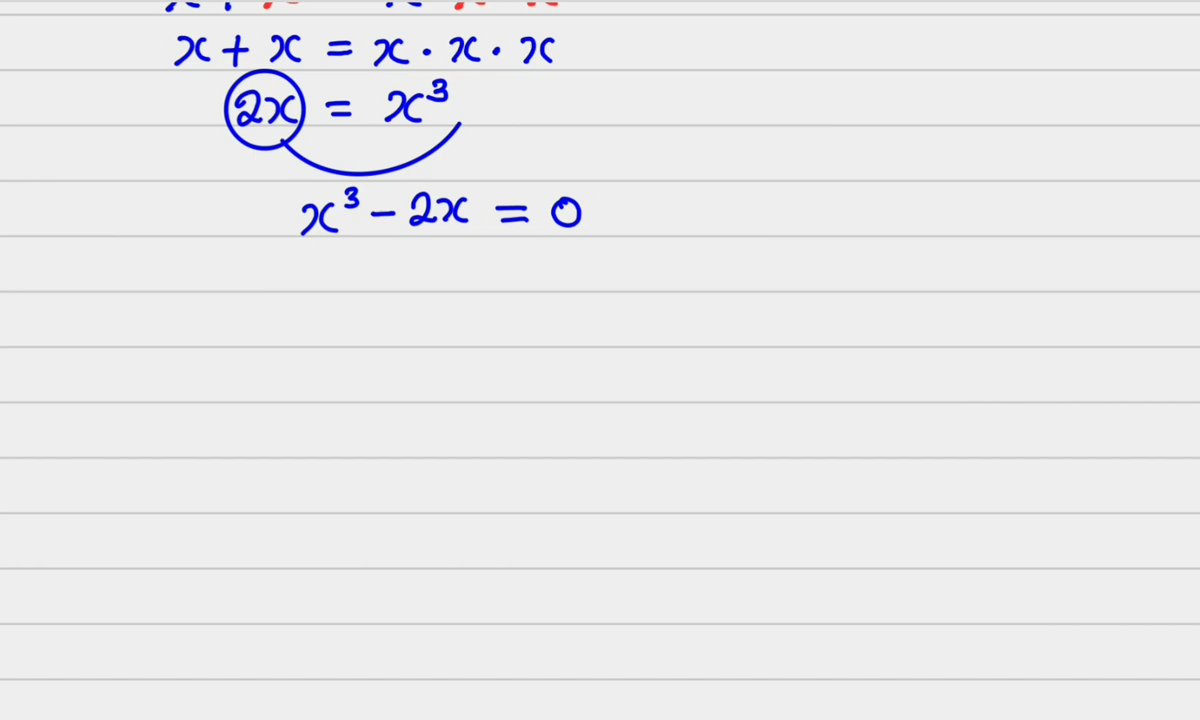 x + x = x · x · x
2x = x³
x³ - 2x = 0